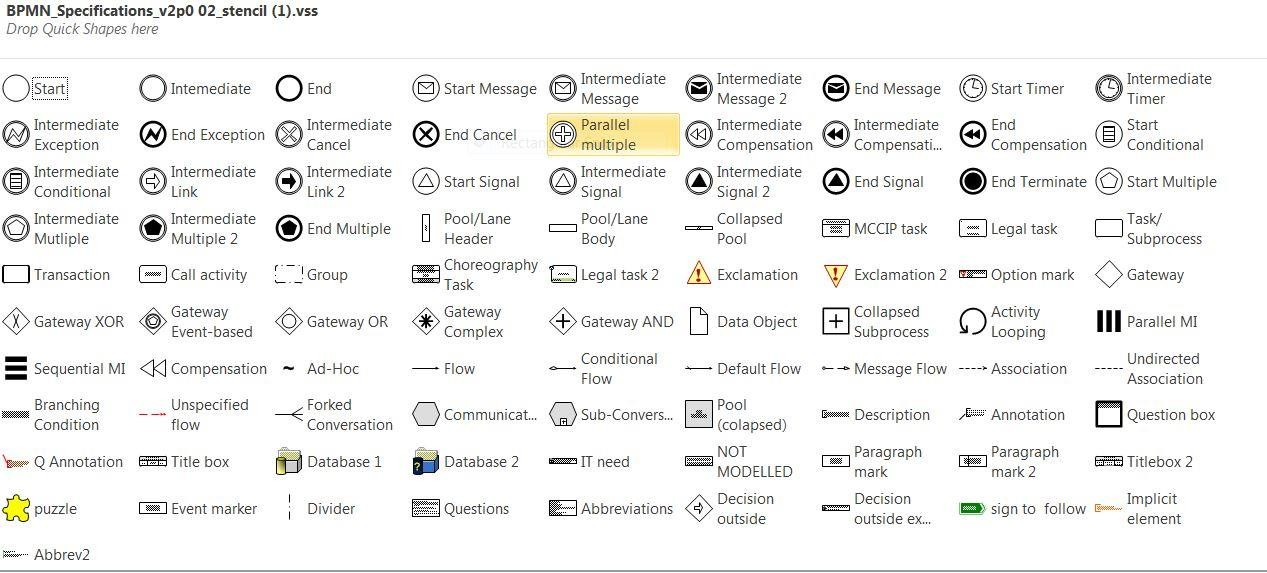 BPMN_Specifications_v2p0 02_stencil (1).vss
Drop Quick Shapes here
Start
Intemediate
End
Start Message
Intermediate
Message
Intermediate
Message 2
End Message
Start Timer
Intermediate
Timer
Intermediate
Exception
End Exception
Intermediate
Cancel
End Cancel
Parallel
multiple
Intermediate
Compensation
Intermediate
Compensati...
End
Compensation
Start
Conditional
Intermediate
Conditional
Intermediate
Link
Intermediate
Link 2
Start Signal
Intermediate
Signal
Intermediate
Signal 2
End Signal
End Terminate
Start Multiple
Intermediate
Mutliple
Intermediate
Multiple 2
End Multiple
Pool/Lane
Header
Pool/Lane
Body
Collapsed
Pool
MCCIP task
Legal task
Task/
Subprocess
Transaction
Call activity
Group
Choreography
Task
Legal task 2
Exclamation
Exclamation 2
Option mark
Gateway
Gateway XOR
Gateway
Event-based
Gateway OR
Gateway
Complex
Gateway AND
Data Object
Collapsed
Subprocess
Activity
Looping
Parallel MI
Sequential MI
Compensation
Ad-Hoc
Flow
Conditional
Flow
Default Flow
Message Flow
Association
Undirected
Association
Branching
Condition
Unspecified
flow
Forked
Conversation
Communicat...
Sub-Convers...
Pool
(colapsed)
Description
Annotation
Question box
Q Annotation
Title box
Database 1
Database 2
IT need
NOT
MODELLED
Paragraph
mark
Paragraph
mark 2
Titlebox 2
puzzle
Event marker
Divider
Questions
Abbreviations
Decision
outside
Decision
outside ex...
sign to follow
Implicit
element
Abbrev2